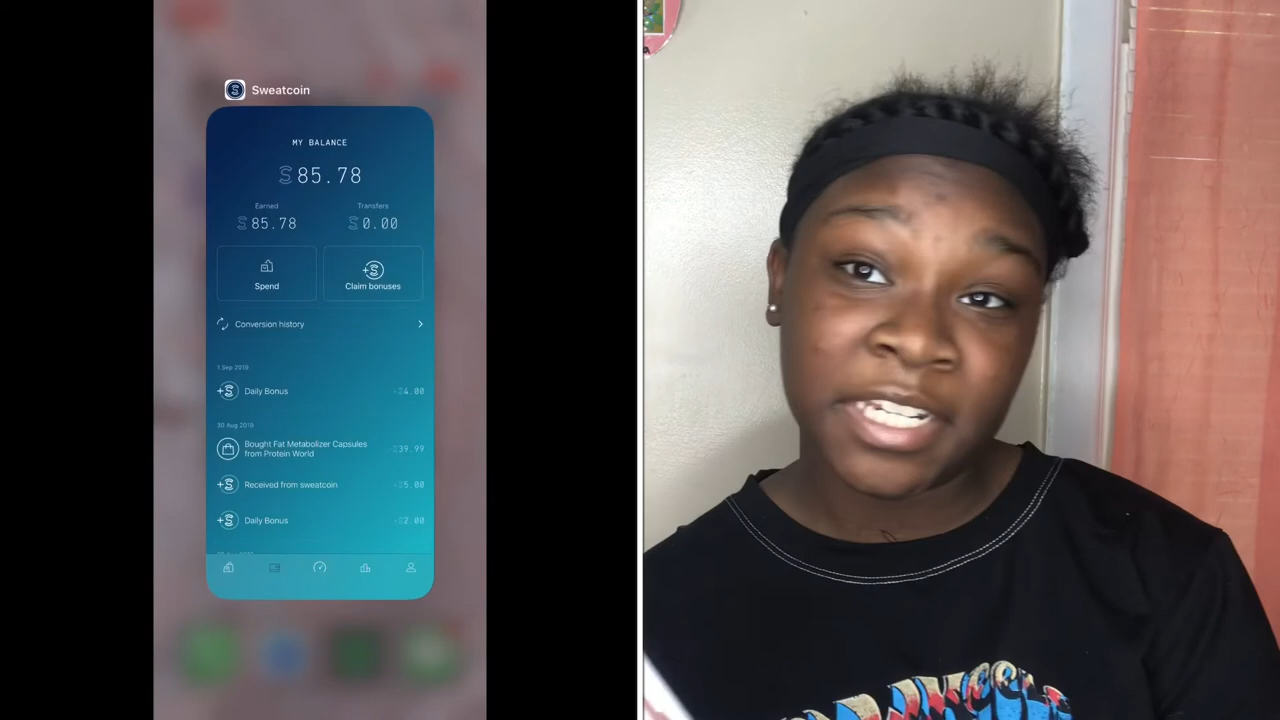 Sweatcoin
MY BALANCE
85.78
Earned
Transfers
85.78
0.00
Spend
Claim bonuses
Conversion history
1 Sep 2019
Daily Bonus
4.00
30 Aug 2019
Bought Fat Metabolizer Capsules
from Protein World
39.99
Received from sweatcoin
5.00
Daily Bonus
2.00